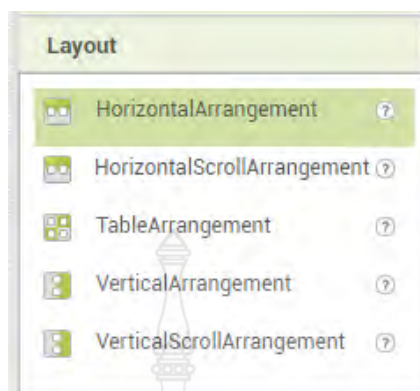 Layout
HorizontalArrangement ?
HorizontalScrollArrangement ?
TableArrangement ?
VerticalArrangement ?
VerticalScrollArrangement ?